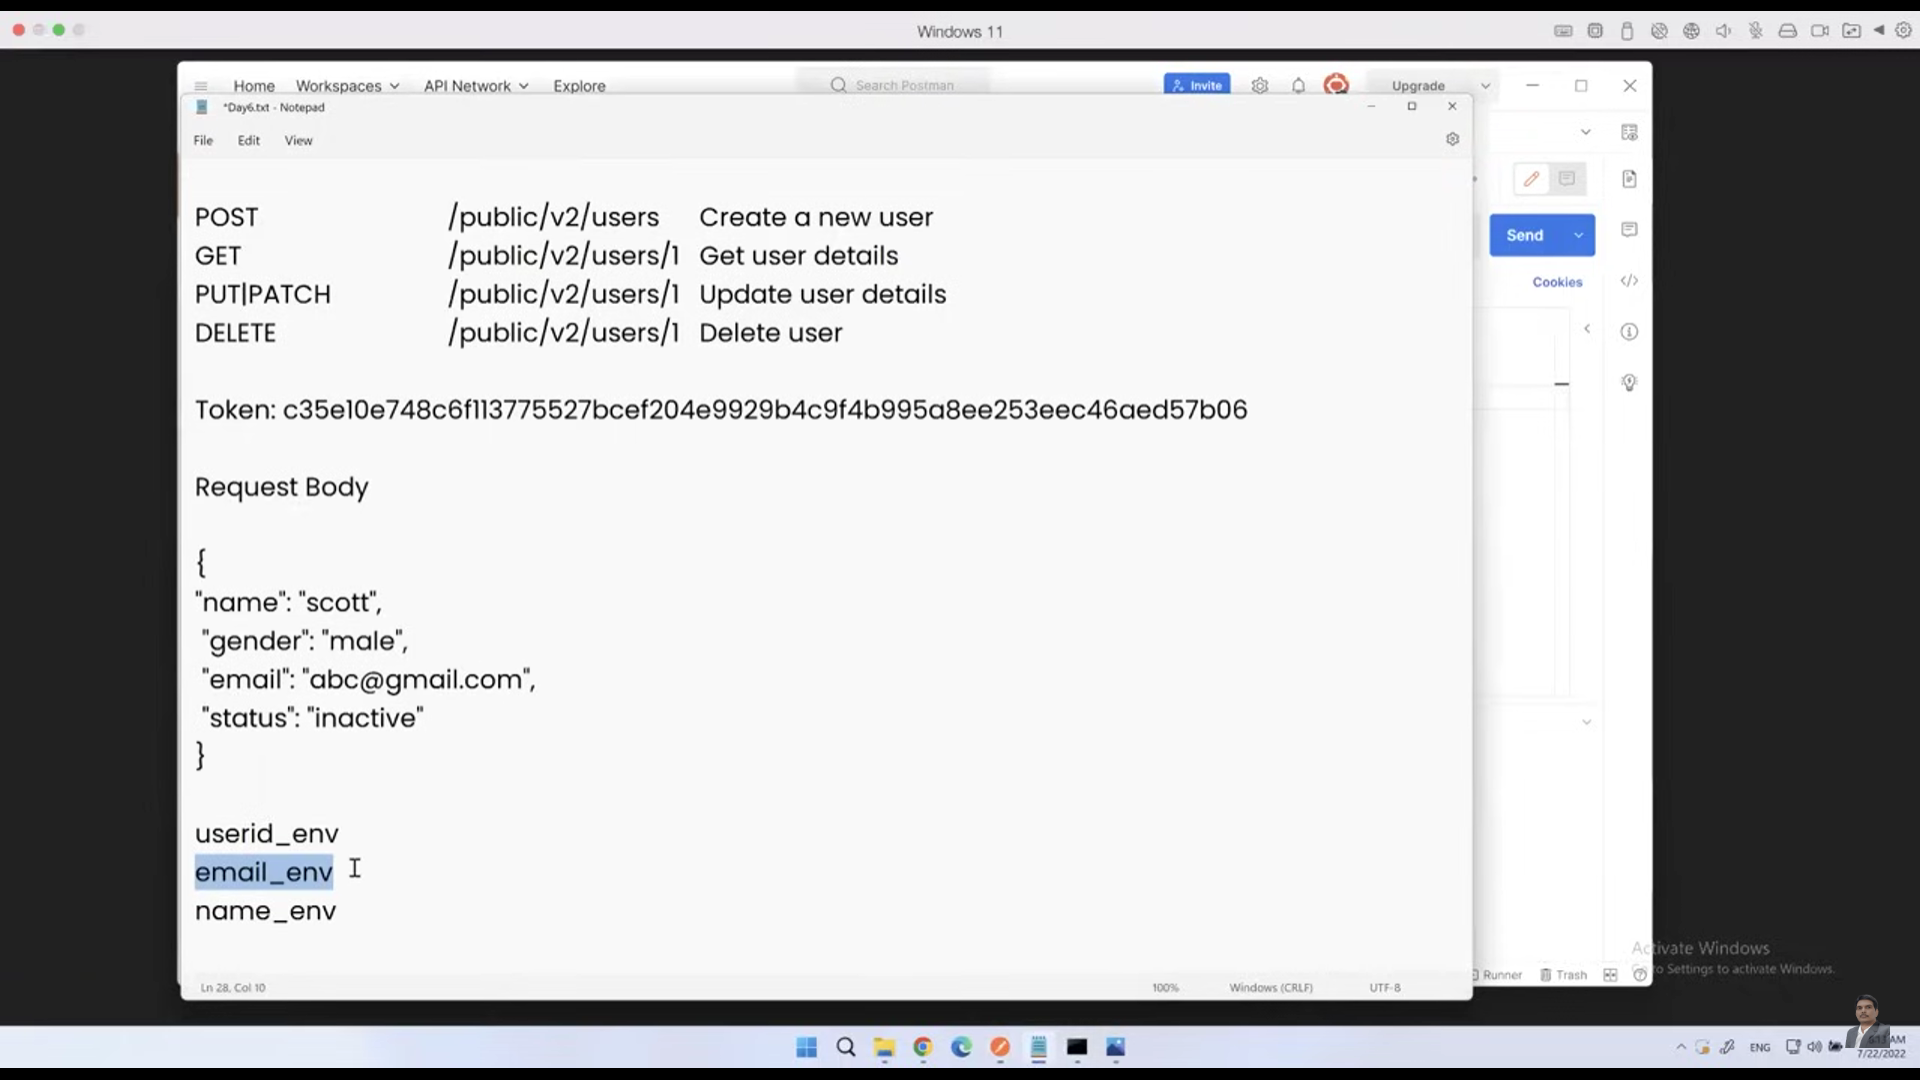 Windows 11
Home Workspaces API Network Explore Search Postman Invite Upgrade
*Day6.txt - Notepad
File Edit View
POST /public/v2/users Create a new user
GET /public/v2/users/1 Get user details
PUT|PATCH /public/v2/users/1 Update user details
DELETE /public/v2/users/1 Delete user
Send
Cookies
Token: c35e10e748c6f113775527bcef204e9929b4c9f4b995a8ee253eec46aed57b06
Request Body
{
"name": "scott",
"gender": "male",
"email": "abc@gmail.com",
"status": "inactive"
}
userid_env
email_env
name_env
Activate Windows
to Settings to activate Windows.
Runner Trash
Ln 28, Col 10 100% Windows (CRLF) UTF-8
ENG
AM
7/22/2022